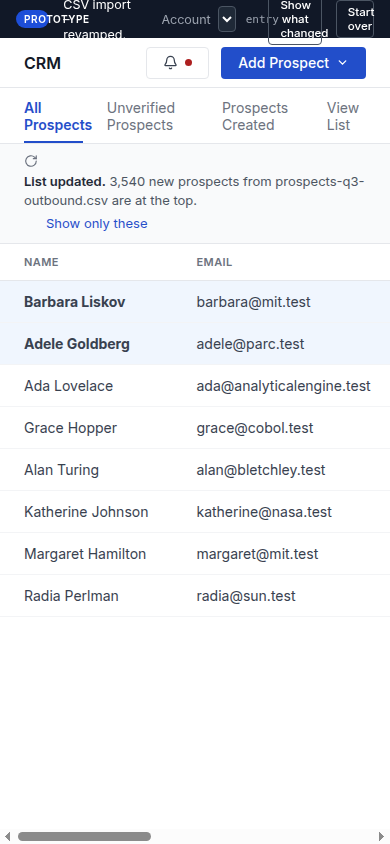 CSV import
PROTOTYPE
revamped.
Account
entry
Show
what
changed
Start
over
CRM
Add Prospect
All
Prospects
Unverified
Prospects
Prospects
Created
View
List
List updated. 3,540 new prospects from prospects-q3-
outbound.csv are at the top.
Show only these
NAME EMAIL
Barbara Liskov barbara@mit.test
Adele Goldberg adele@parc.test
Ada Lovelace ada@analyticalengine.test
Grace Hopper grace@cobol.test
Alan Turing alan@bletchley.test
Katherine Johnson katherine@nasa.test
Margaret Hamilton margaret@mit.test
Radia Perlman radia@sun.test